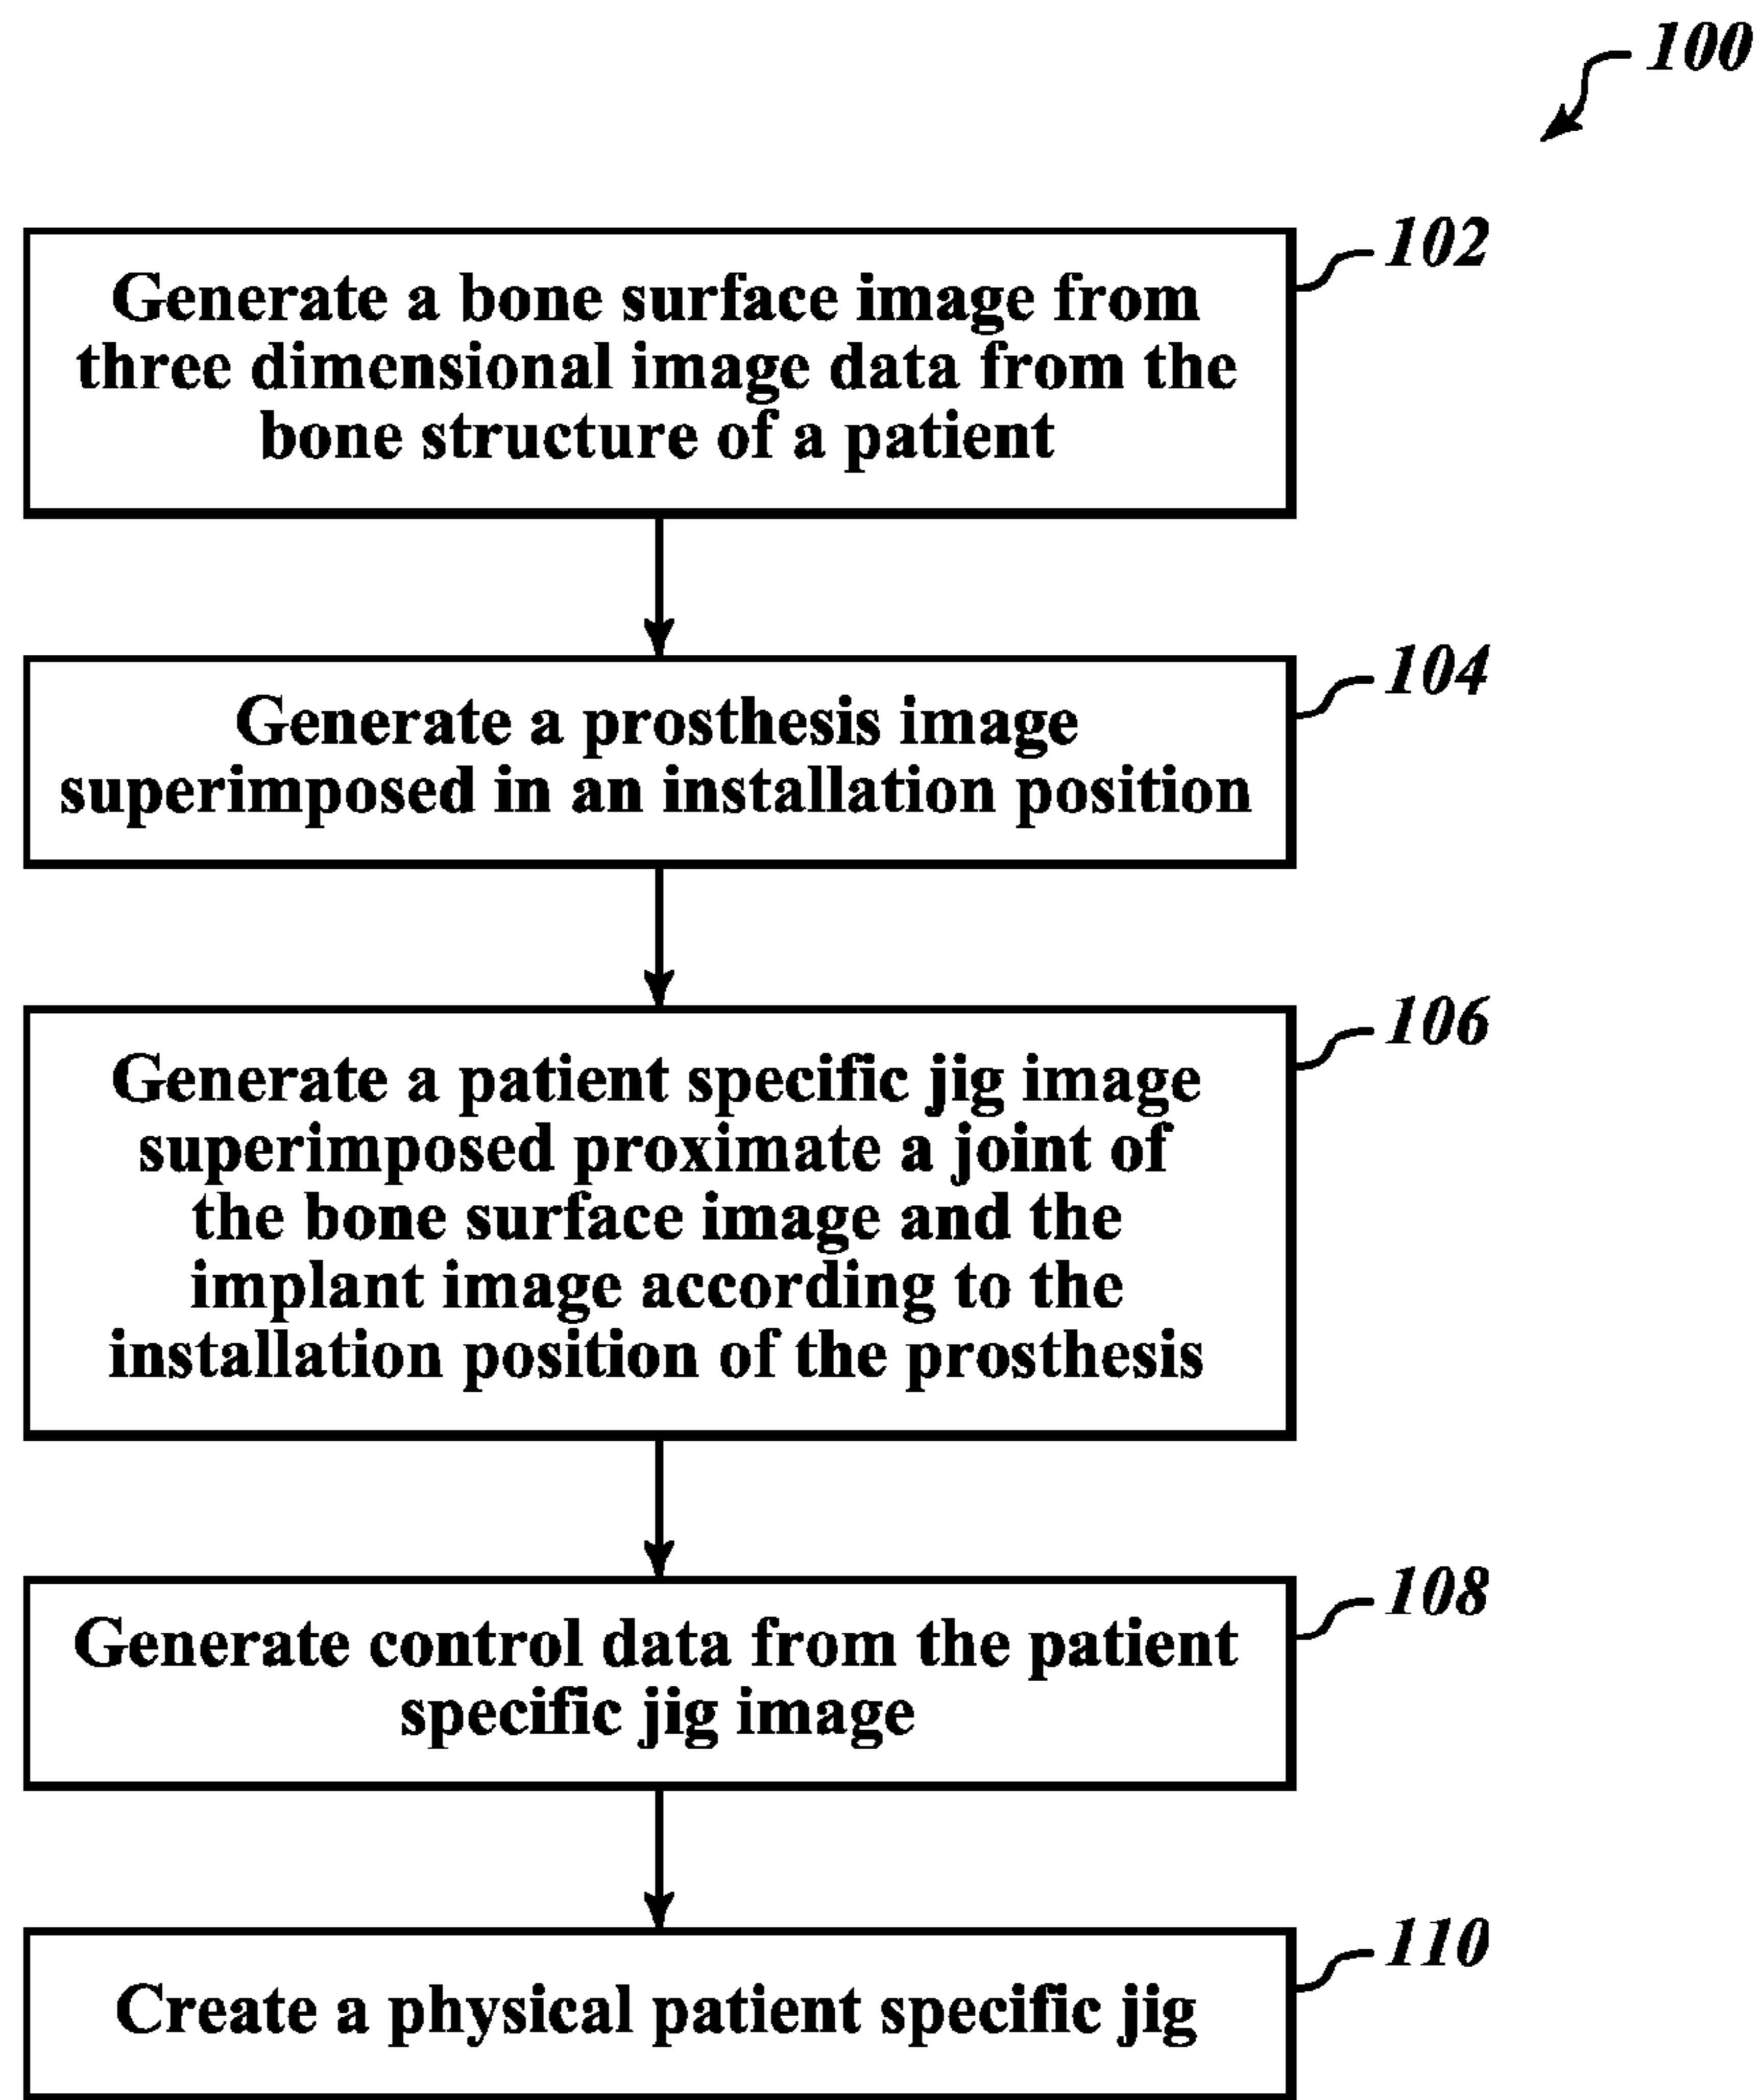 100
102
Generate a bone surface image from
three dimensional image data from the
bone structure of a patient
104
Generate a prosthesis image
superimposed in an installation position
106
Generate a patient specific jig image
superimposed proximate a joint of
the bone surface image and the
implant image according to the
installation position of the prosthesis
108
Generate control data from the patient
specific jig image
110
Create a physical patient specific jig